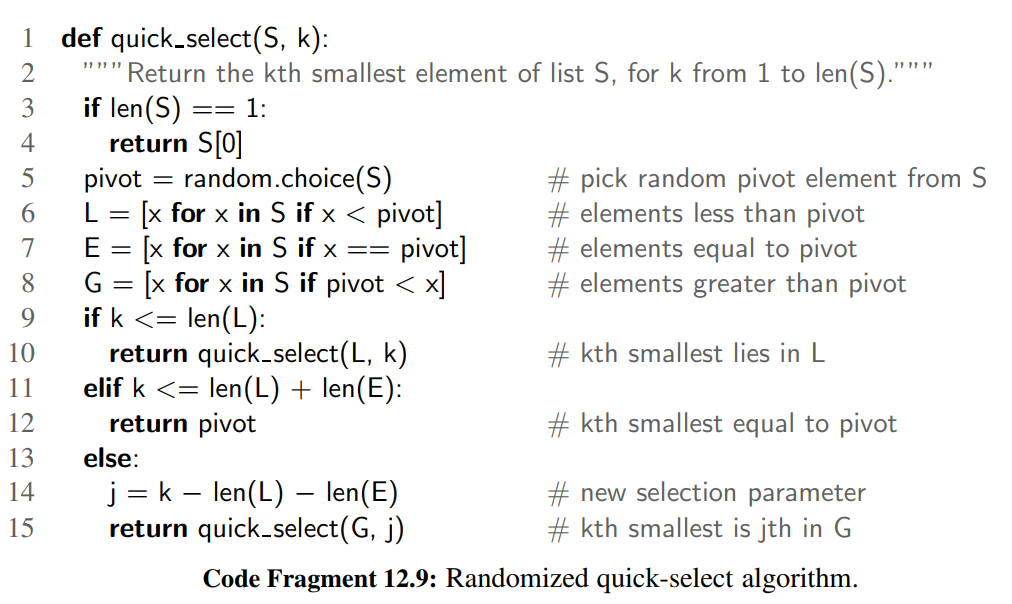 1 def quick_select(S, k):
2 """Return the kth smallest element of list S, for k from 1 to len(S)."""
3 if len(S) == 1:
4 return S[0]
5 pivot = random.choice(S) # pick random pivot element from S
6 L = [x for x in S if x < pivot] # elements less than pivot
7 E = [x for x in S if x == pivot] # elements equal to pivot
8 G = [x for x in S if pivot < x] # elements greater than pivot
9 if k <= len(L):
10 return quick_select(L, k) # kth smallest lies in L
11 elif k <= len(L) + len(E):
12 return pivot # kth smallest equal to pivot
13 else:
14 j = k − len(L) − len(E) # new selection parameter
15 return quick_select(G, j) # kth smallest is jth in G
Code Fragment 12.9: Randomized quick-select algorithm.